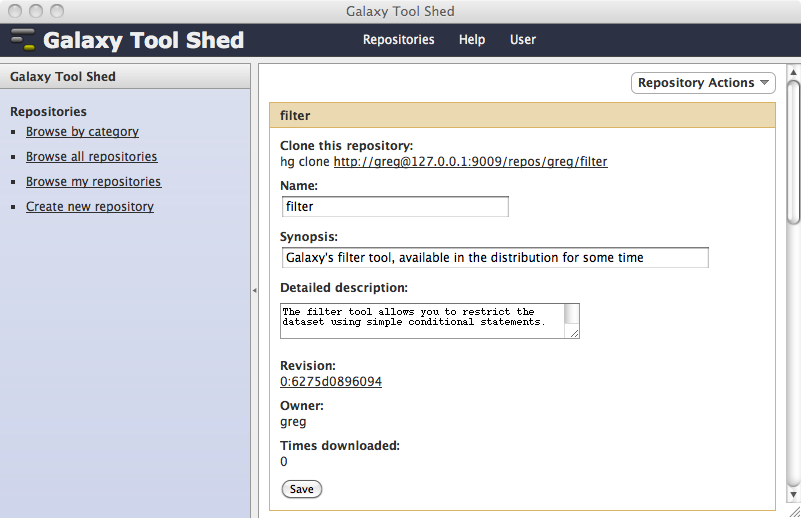 Galaxy Tool Shed
Galaxy Tool Shed
Repositories Help User
Galaxy Tool Shed
Repositories
Browse by category
Browse all repositories
Browse my repositories
Create new repository
Repository Actions
filter
Clone this repository:
hg clone http://greg@127.0.0.1:9009/repos/greg/filter
Name:
filter
Synopsis:
Galaxy's filter tool, available in the distribution for some time
Detailed description:
The filter tool allows you to restrict the
dataset using simple conditional statements.
Revision:
0:6275d0896094
Owner:
greg
Times downloaded:
0
Save